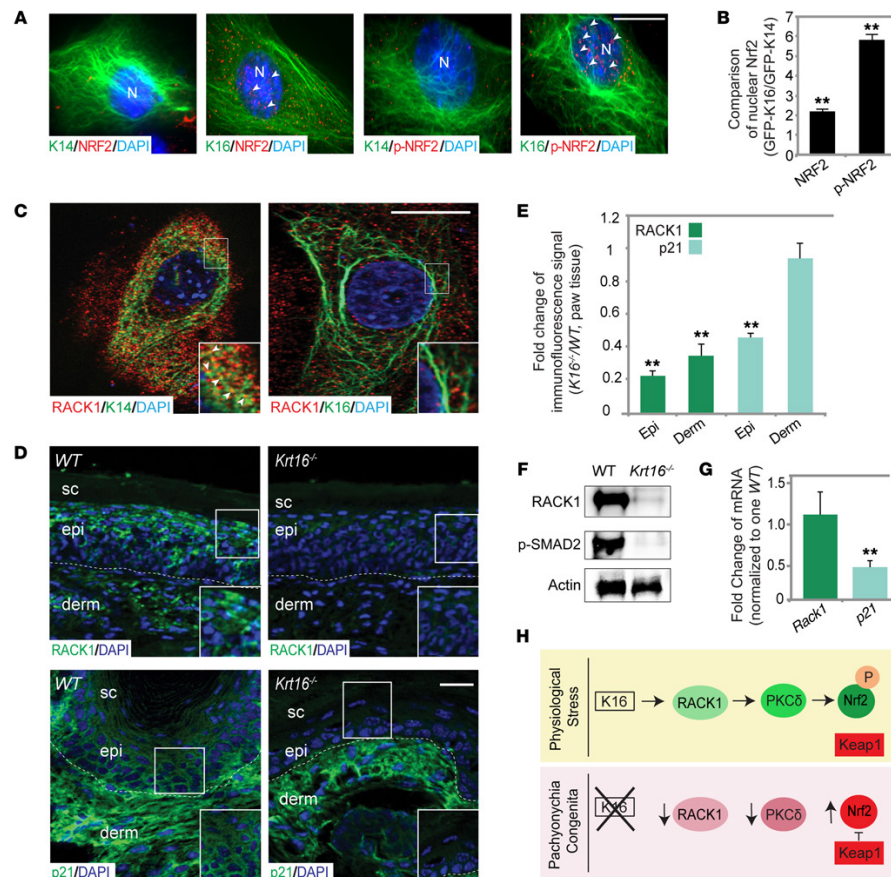 A
N
N
N
N
K14/NRF2/DAPI
K16/NRF2/DAPI
K14/p-NRF2/DAPI
K16/p-NRF2/DAPI
B
Comparison
of nuclear Nrf2
(GFP-K16/GFP-K14)
7
6
5
4
3
2
1
0
**
**
NRF2
p-NRF2
C
RACK1/K14/DAPI
RACK1/K16/DAPI
E
Fold change of
immunofluorescence signal
(K16-/-/WT, paw tissue)
1.2
1
0.8
0.6
0.4
0.2
0
RACK1
p21
**
**
**
Epi
Derm
Epi
Derm
D
WT
sc
epi
derm
RACK1/DAPI
Krt16-/-
RACK1/DAPI
WT
sc
epi
derm
p21/DAPI
Krt16-/-
sc
epi
derm
p21/DAPI
F
WT Krt16-/-
RACK1
p-SMAD2
Actin
G
Fold Change of mRNA
(normalized to one WT)
1.5
1.0
0.5
0
**
Rack1
p21
H
Physiological
Stress
K16
RACK1
PKCδ
P
Nrf2
Keap1
Pachyonychia
Congenita
K16
RACK1
PKCδ
Nrf2
Keap1